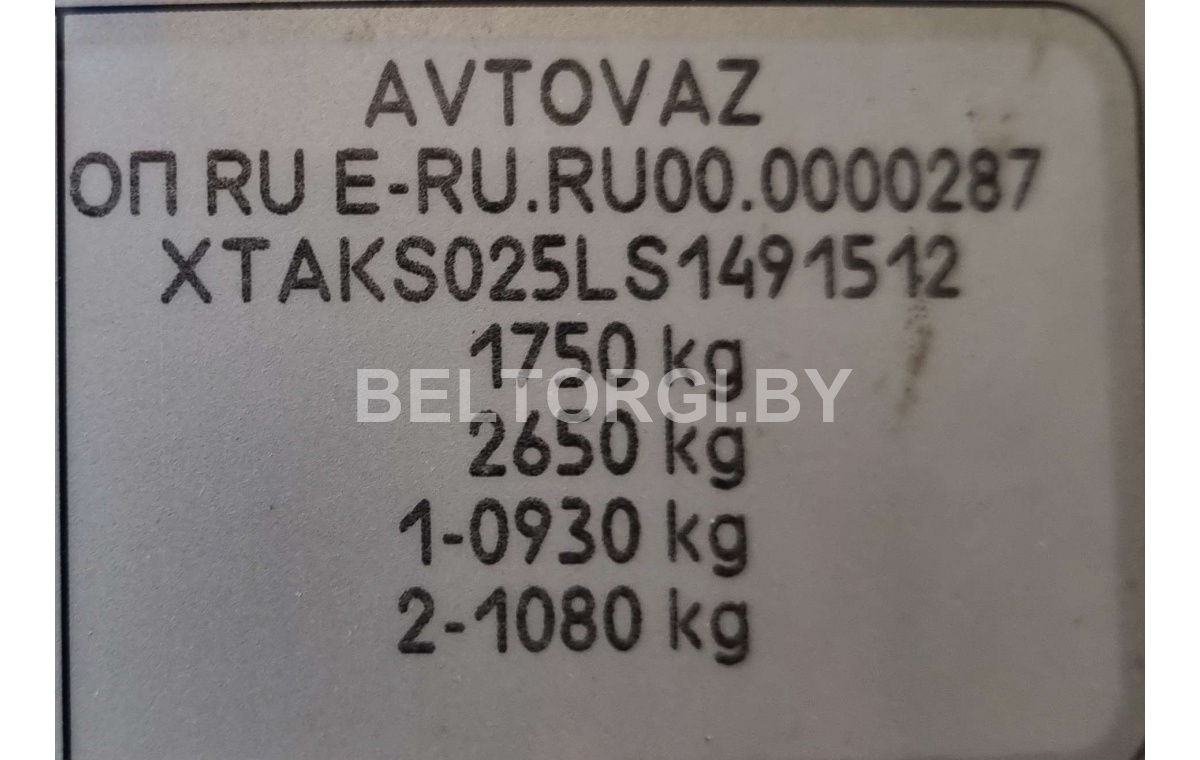 AVTOVAZ
ОП RU E-RU.RU00.0000287
XTAKS025LS1491512
1750 kg
BELTORGI.BY
2650 kg
1-0930 kg
2-1080 kg